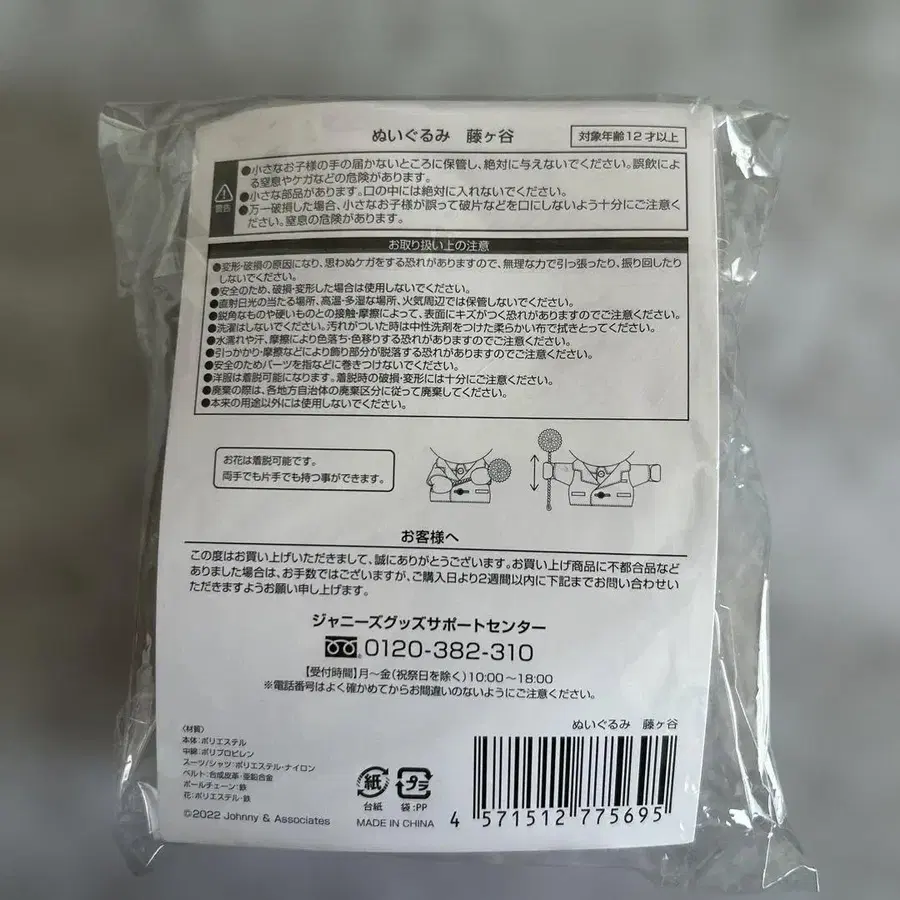 ぬいぐるみ 藤ヶ谷
対象年齢12才以上
警告
●小さなお子様の手の届かないところに保管し、絶対に与えないでください。誤飲によ
る窒息やケガなどの危険があります。
●小さな部品があります。口の中には絶対に入れないでください。
●万一破損した場合、小さなお子様が誤って破片などを口にしないよう十分にご注意く
ださい。窒息の危険があります。
お取り扱い上の注意
●変形・破損の原因になり、思わぬケガをする恐れがありますので、無理な力で引っ張ったり、振り回したり
しないでください。
●安全のため、破損・変形した場合は使用しないでください。
●直射日光の当たる場所、高温・多湿な場所、火気周辺では保管しないでください。
●鋭角なものや硬いものとの接触・摩擦によって、表面にキズがつく恐れがありますのでご注意ください。
●洗濯はしないでください。汚れがついた時は中性洗剤をつけた柔らかい布で拭きとってください。
●水濡れや汗、摩擦により色落ち・色移りする恐れがありますのでご注意ください。
●引っかかり・摩擦などにより飾り部分が脱落する恐れがありますのでご注意ください。
●安全のためパーツを指などに巻きつけないでください。
●洋服は着脱可能になります。着脱時の破損・変形には十分にご注意ください。
●廃棄の際は、各地方自治体の廃棄区分に従って廃棄してください。
●本来の用途以外には使用しないでください。
お花は着脱可能です。
両手でも片手でも持つ事ができます。
お客様へ
この度はお買い上げいただきまして、誠にありがとうございます。お買い上げ商品に不都合品など
ありました場合は、お手数ではございますが、ご購入日より2週間以内に下記までお問い合わせい
ただきますようお願い申し上げます。
ジャニーズグッズサポートセンター
0120-382-310
【受付時間】月～金(祝祭日を除く)10:00～18:00
※電話番号はよく確かめてからお間違いのないようにご注意ください。
ぬいぐるみ 藤ヶ谷
〈材質〉
本体:ポリエステル
中綿:ポリプロピレン
スーツ/シャツ:ポリエステル・ナイロン
ベルト:合成皮革・亜鉛合金
ボールチェーン:鉄
花:ポリエステル・鉄
©2022 Johnny & Associates
紙
台紙
プラ
袋:PP
MADE IN CHINA
4 571512 775695